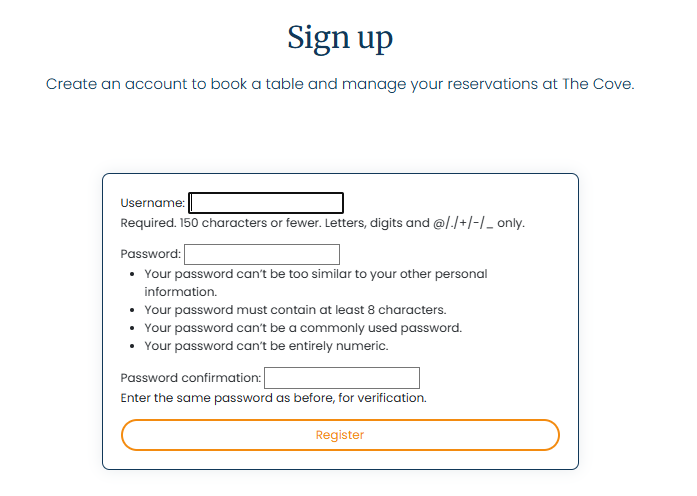 Sign up
Create an account to book a table and manage your reservations at The Cove.
Username:
Required. 150 characters or fewer. Letters, digits and @/./+/-/_ only.
Password:
• Your password can’t be too similar to your other personal
information.
• Your password must contain at least 8 characters.
• Your password can’t be a commonly used password.
• Your password can’t be entirely numeric.
Password confirmation:
Enter the same password as before, for verification.
Register